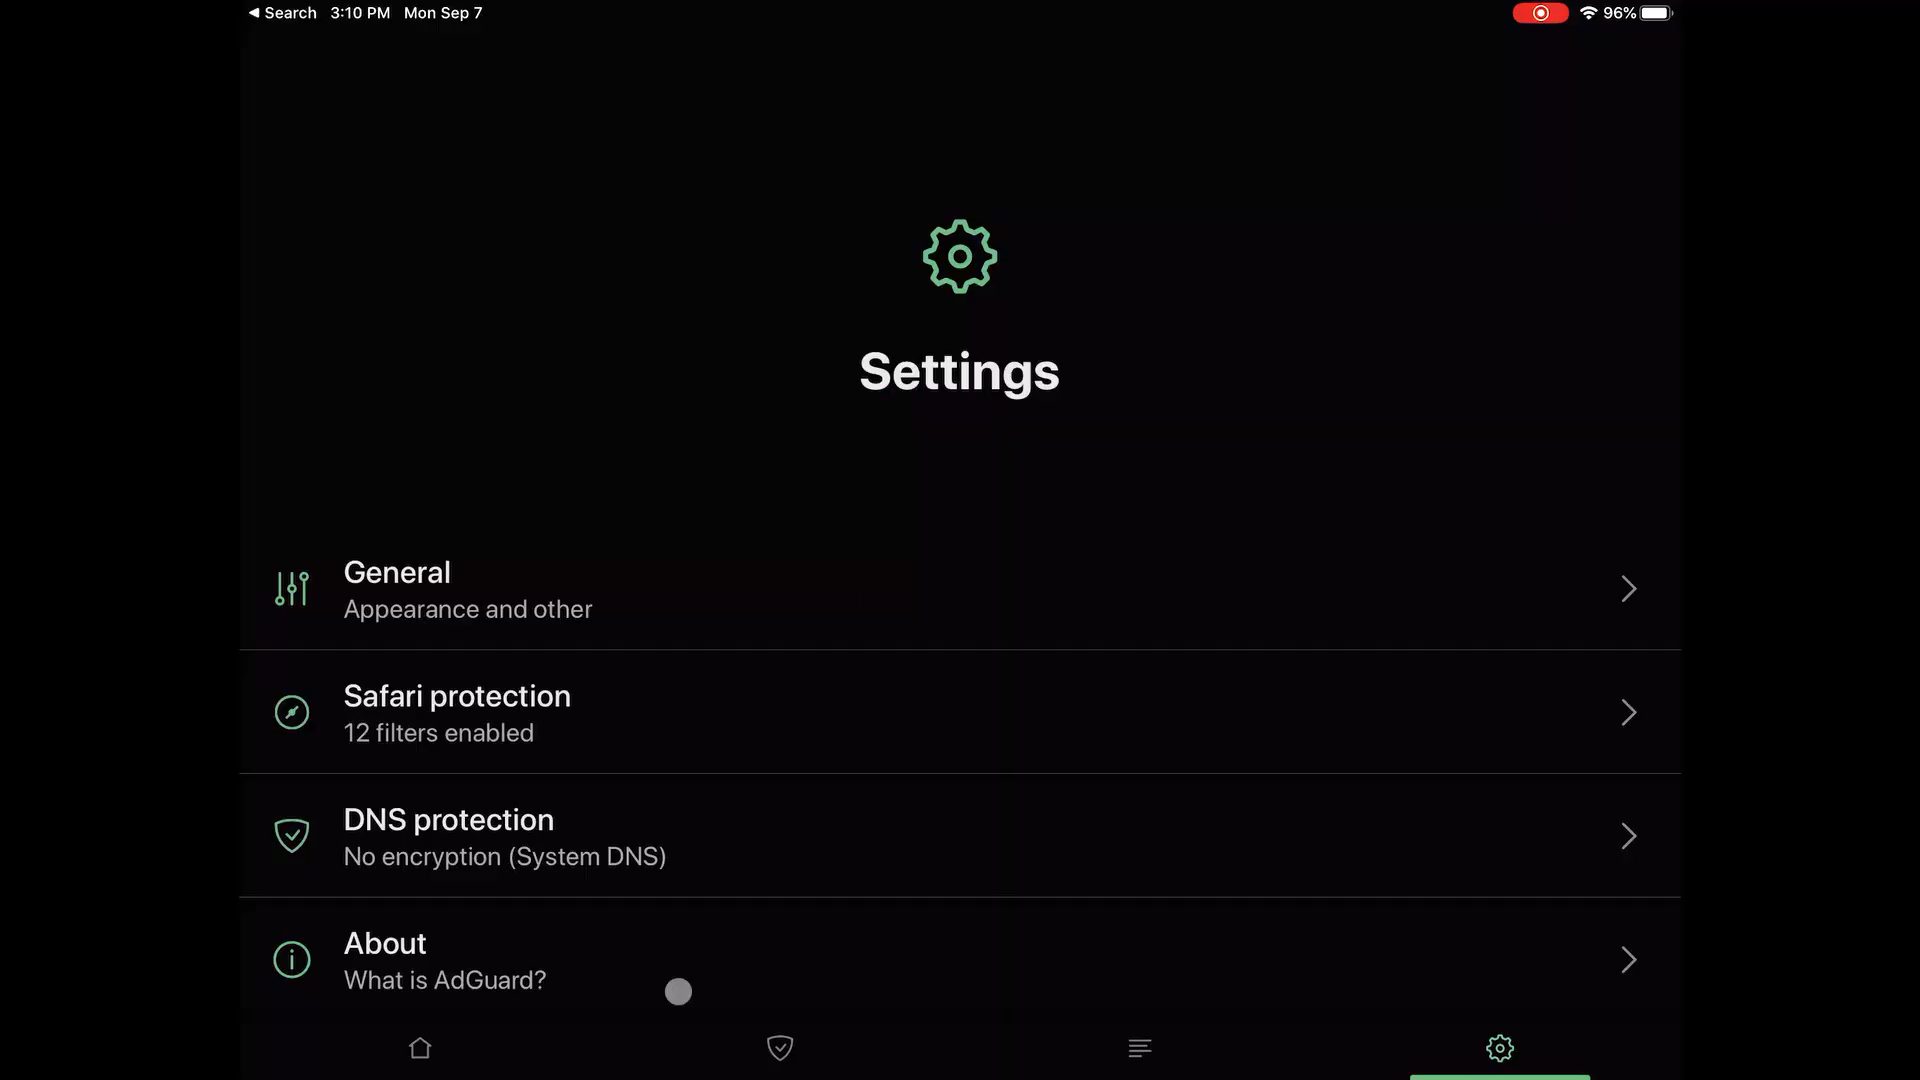 Search 3:10 PM Mon Sep 7 96%
Settings
General
Appearance and other
Safari protection
12 filters enabled
DNS protection
No encryption (System DNS)
About
What is AdGuard?